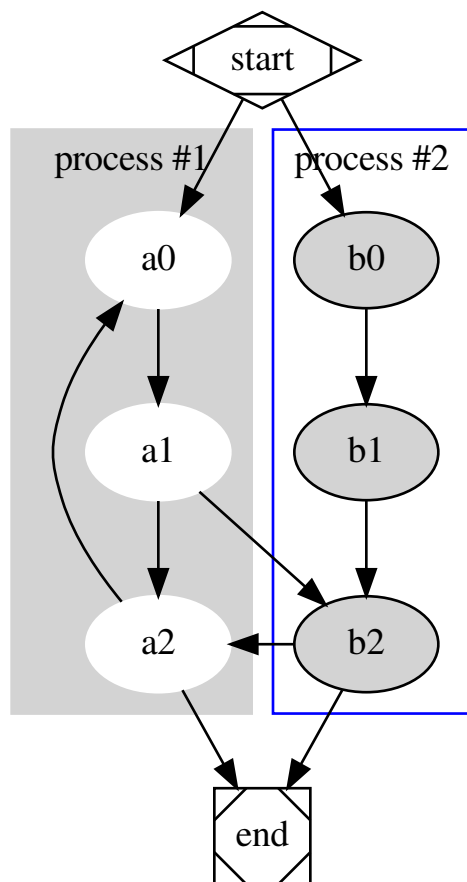 start
process #1
process #2
a0
b0
a1
b1
a2
b2
end